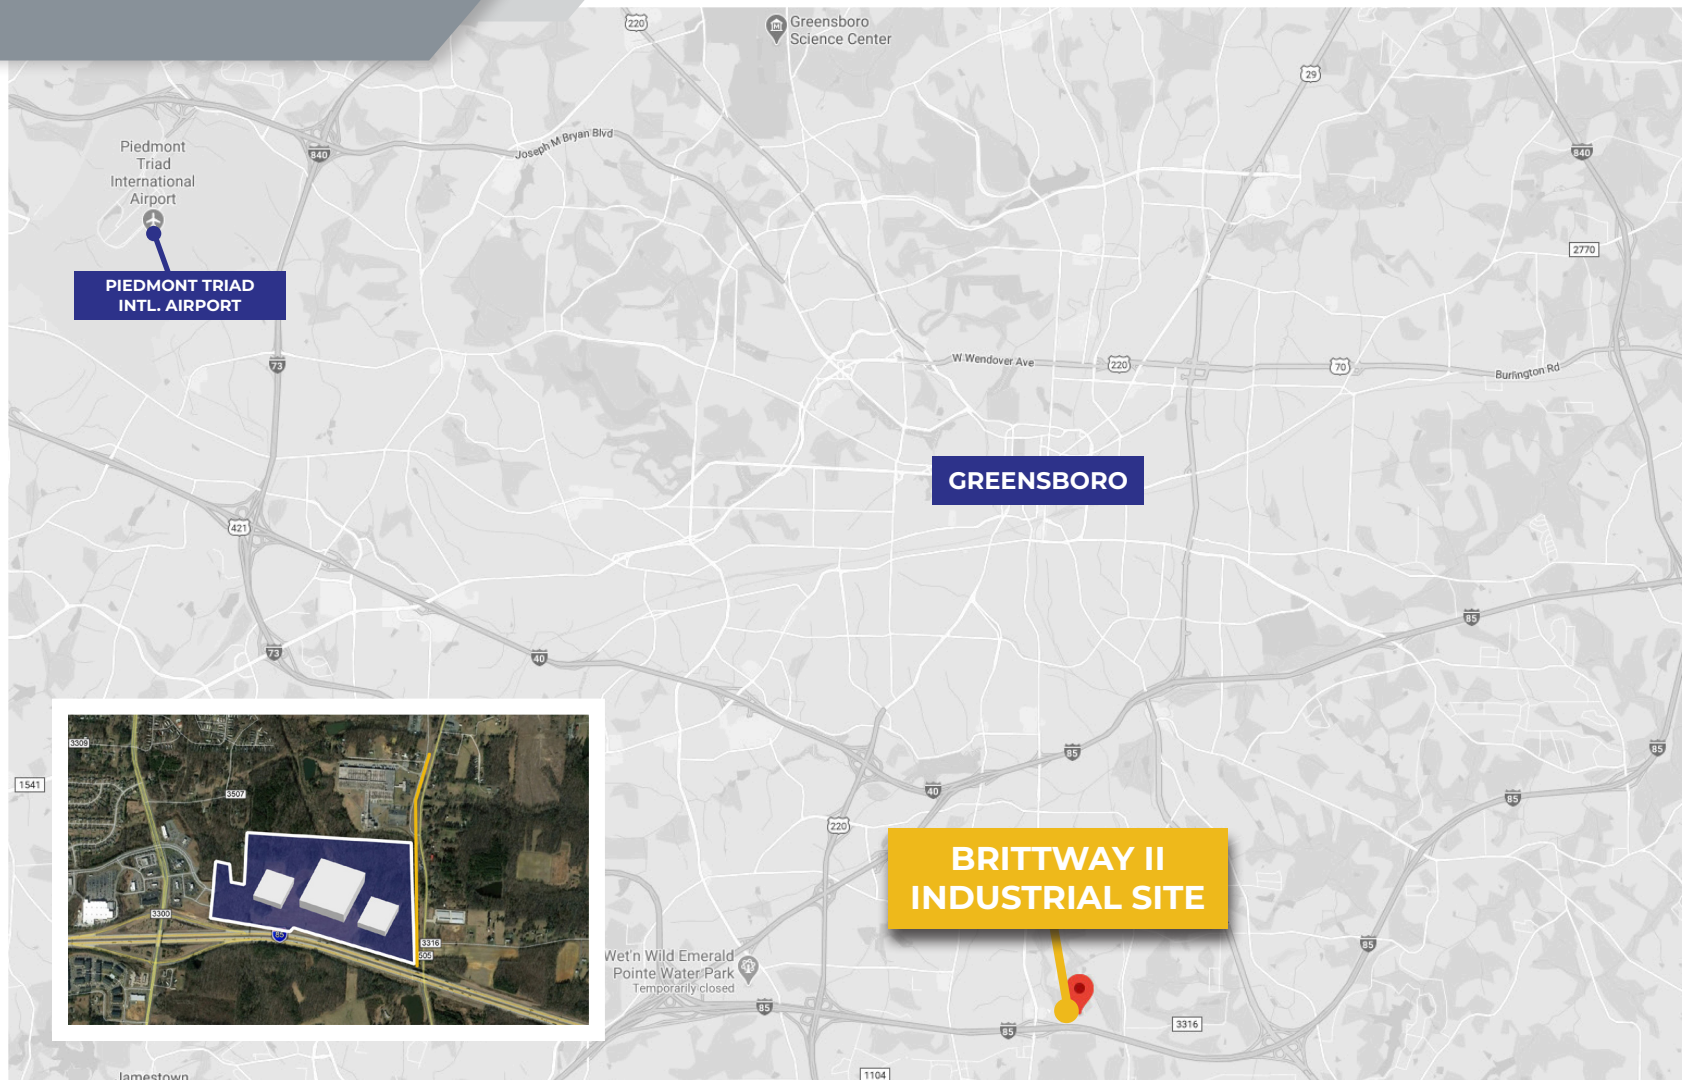 220
Greensboro
Science Center
29
Joseph M Bryan Blvd
840
840
Piedmont
Triad
International
Airport
2770
PIEDMONT TRIAD
INTL. AIRPORT
73
W Wendover Ave
220
70
Burlington Rd
GREENSBORO
421
85
73
40
85
85
1541
40
85
220
3309
3507
3300
85
3316
BRITTWAY II
INDUSTRIAL SITE
85
Wet'n Wild Emerald
Pointe Water Park
Temporarily closed
85
85
3316
1104
Jamestown